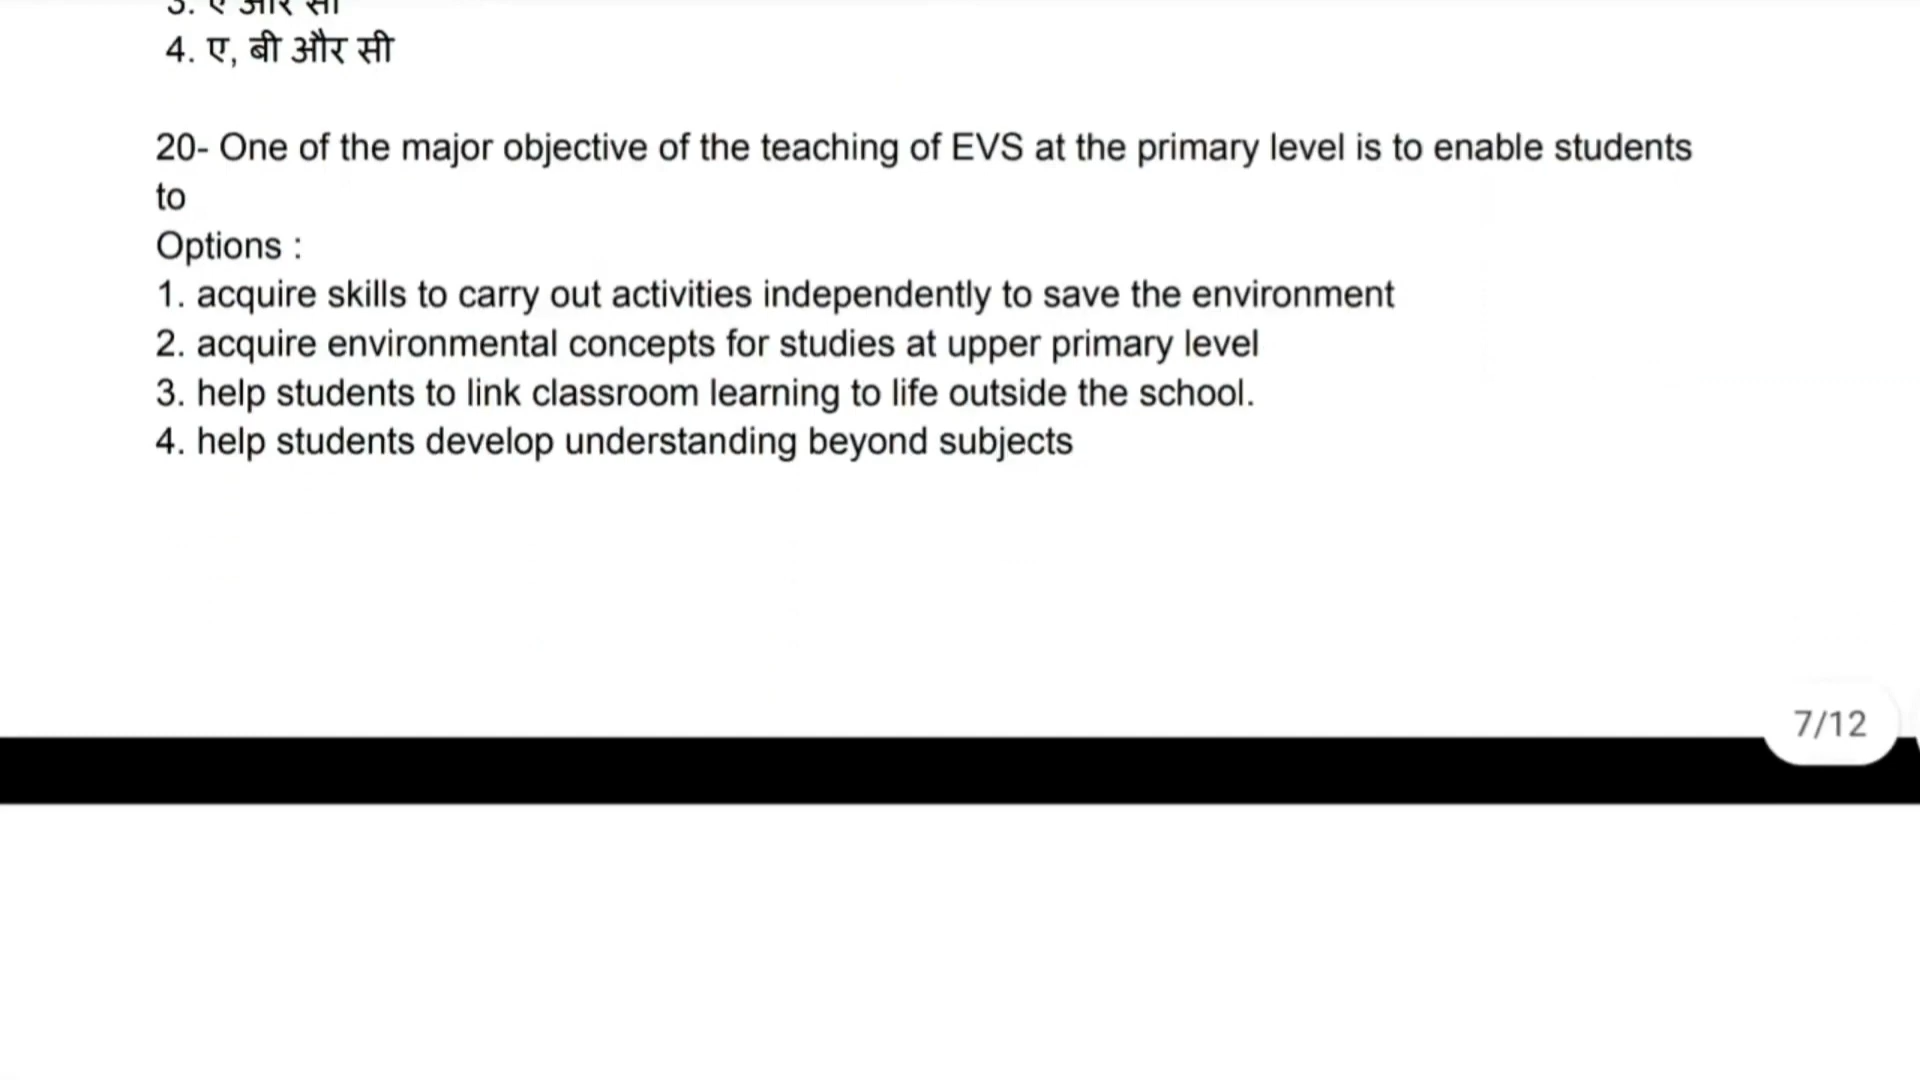 3. ए और सी
4. ए, बी और सी
20- One of the major objective of the teaching of EVS at the primary level is to enable students
to
Options :
1. acquire skills to carry out activities independently to save the environment
2. acquire environmental concepts for studies at upper primary level
3. help students to link classroom learning to life outside the school.
4. help students develop understanding beyond subjects
7/12